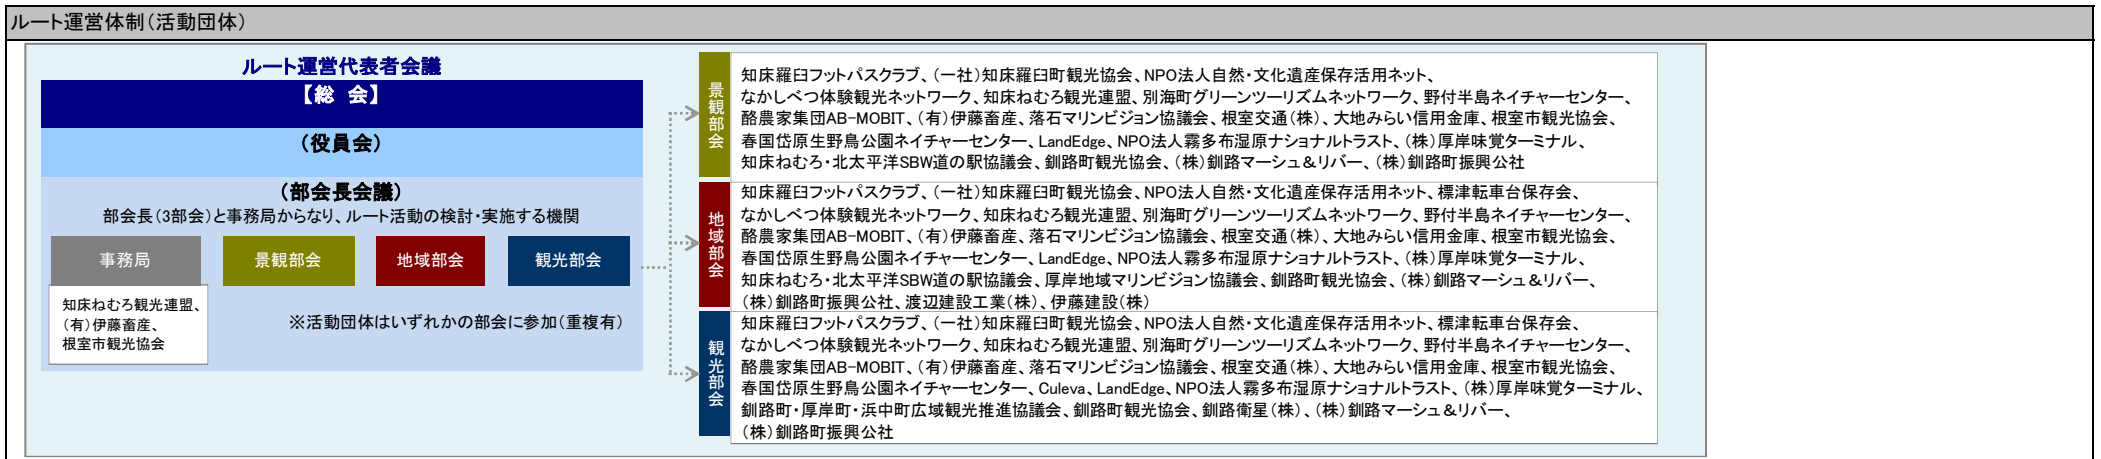 ルート運営体制（活動団体）
ルート運営代表者会議
【総　会】
（役員会）
（部会長会議）
部会長（3部会）と事務局からなり、ルート活動の検討・実施する機関
事務局
景観部会
地域部会
観光部会
知床ねむろ観光連盟、
（有）伊藤畜産、
根室市観光協会
※活動団体はいずれかの部会に参加（重複有）
景観部会
知床羅臼フットパスクラブ、（一社）知床羅臼町観光協会、NPO法人自然・文化遺産保存活用ネット、
なかしべつ体験観光ネットワーク、知床ねむろ観光連盟、別海町グリーンツーリズムネットワーク、野付半島ネイチャーセンター、
酪農家集団AB-MOBIT、（有）伊藤畜産、落石マリンビジョン協議会、根室交通（株）、大地みらい信用金庫、根室市観光協会、
春国岱原生野鳥公園ネイチャーセンター、LandEdge、NPO法人霧多布湿原ナショナルトラスト、（株）厚岸味覚ターミナル、
知床ねむろ・北太平洋SBW道の駅協議会、釧路町観光協会、（株）釧路マーシュ＆リバー、（株）釧路町振興公社
地域部会
知床羅臼フットパスクラブ、（一社）知床羅臼町観光協会、NPO法人自然・文化遺産保存活用ネット、標津転車台保存会、
なかしべつ体験観光ネットワーク、知床ねむろ観光連盟、別海町グリーンツーリズムネットワーク、野付半島ネイチャーセンター、
酪農家集団AB-MOBIT、（有）伊藤畜産、落石マリンビジョン協議会、根室交通（株）、大地みらい信用金庫、根室市観光協会、
春国岱原生野鳥公園ネイチャーセンター、LandEdge、NPO法人霧多布湿原ナショナルトラスト、（株）厚岸味覚ターミナル、
知床ねむろ・北太平洋SBW道の駅協議会、厚岸地域マリンビジョン協議会、釧路町観光協会、（株）釧路マーシュ＆リバー、
（株）釧路町振興公社、渡辺建設工業（株）、伊藤建設（株）
観光部会
知床羅臼フットパスクラブ、（一社）知床羅臼町観光協会、NPO法人自然・文化遺産保存活用ネット、標津転車台保存会、
なかしべつ体験観光ネットワーク、知床ねむろ観光連盟、別海町グリーンツーリズムネットワーク、野付半島ネイチャーセンター、
酪農家集団AB-MOBIT、（有）伊藤畜産、落石マリンビジョン協議会、根室交通（株）、大地みらい信用金庫、根室市観光協会、
春国岱原生野鳥公園ネイチャーセンター、Culeva、LandEdge、NPO法人霧多布湿原ナショナルトラスト、（株）厚岸味覚ターミナル、
釧路町・厚岸町・浜中町広域観光推進協議会、釧路町観光協会、釧路衛星（株）、（株）釧路マーシュ＆リバー、
（株）釧路町振興公社